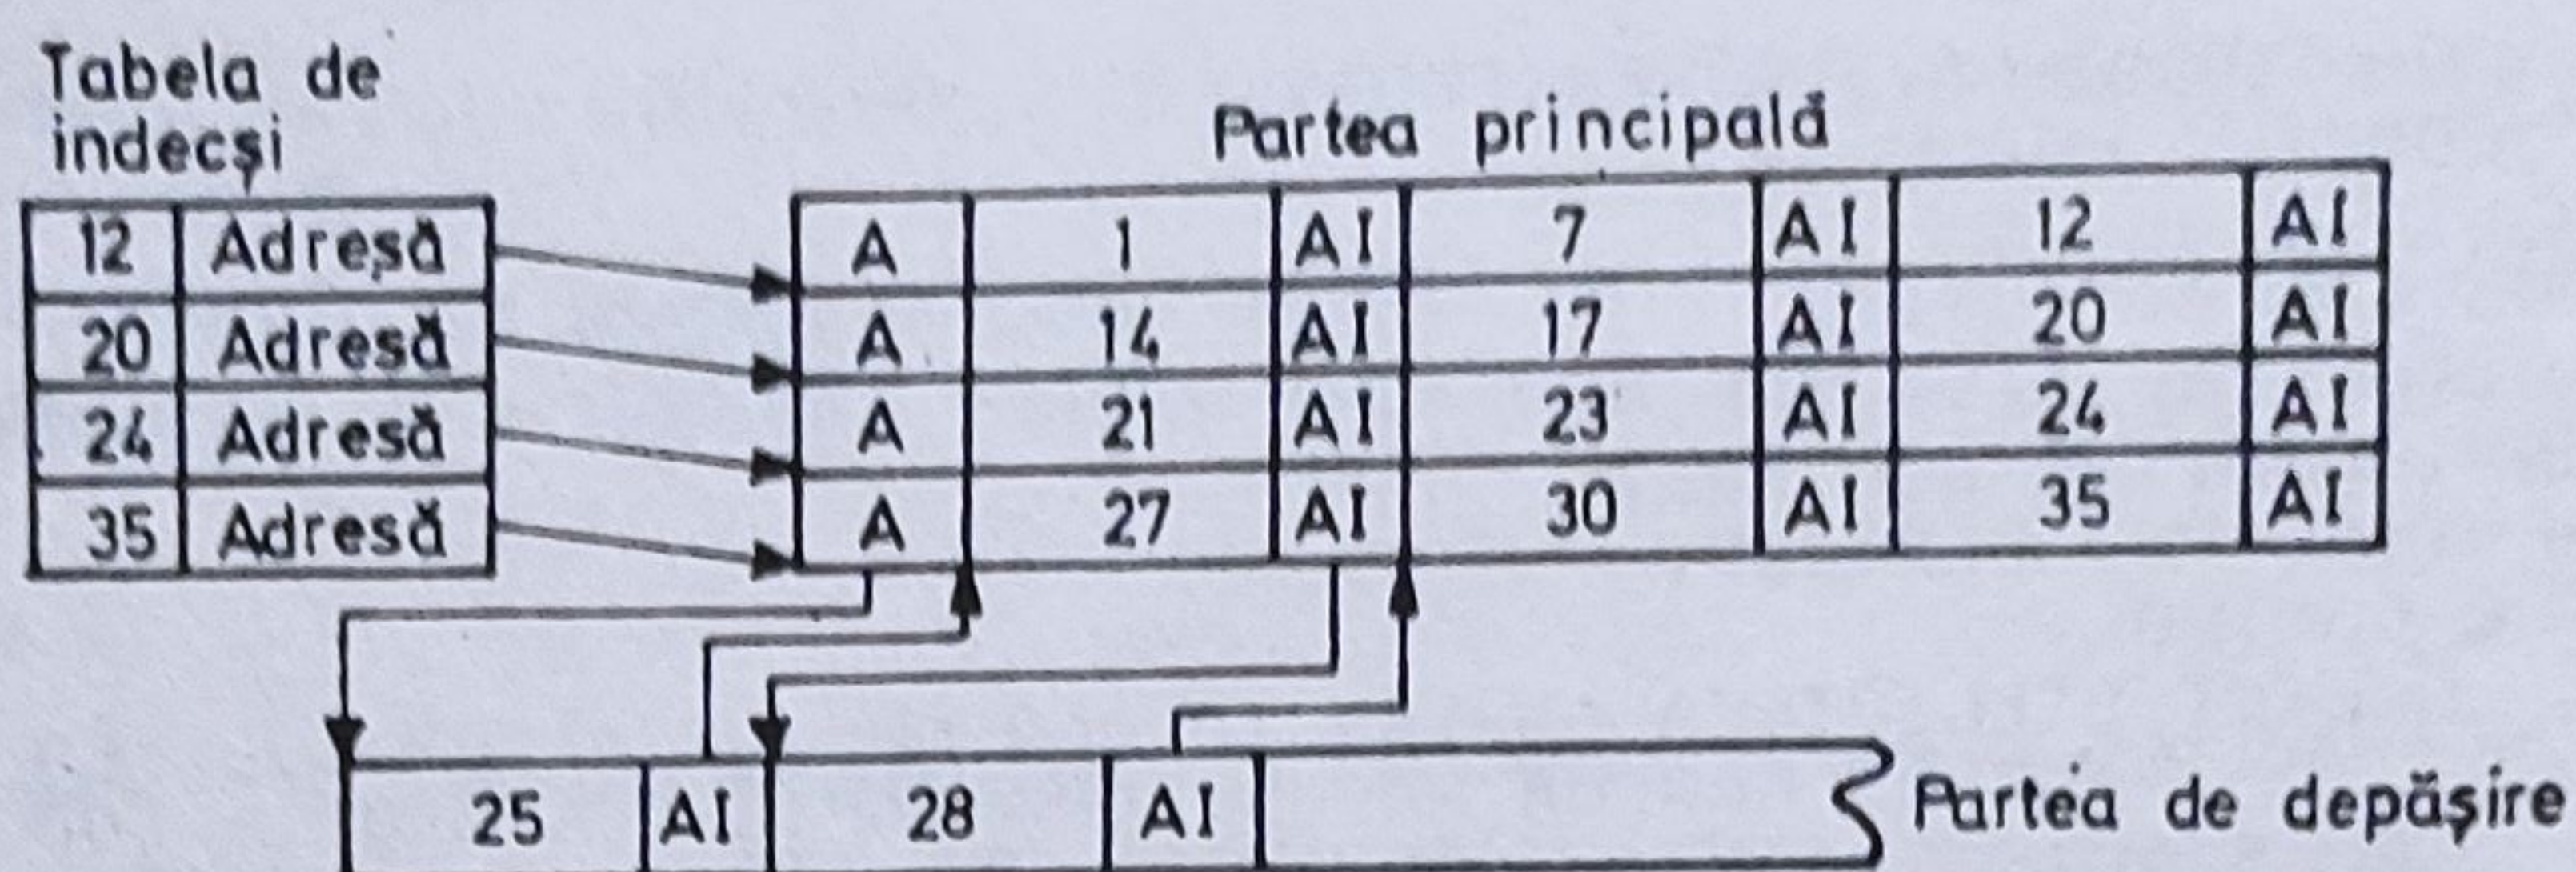 Tabela de
indecși
Partea principală
12 Adresă A 1 AI 7 AI 12 AI
20 Adresă A 14 AI 17 AI 20 AI
24 Adresă A 21 AI 23 AI 24 AI
35 Adresă A 27 AI 30 AI 35 AI
25 AI 28 AI Partea de depășire